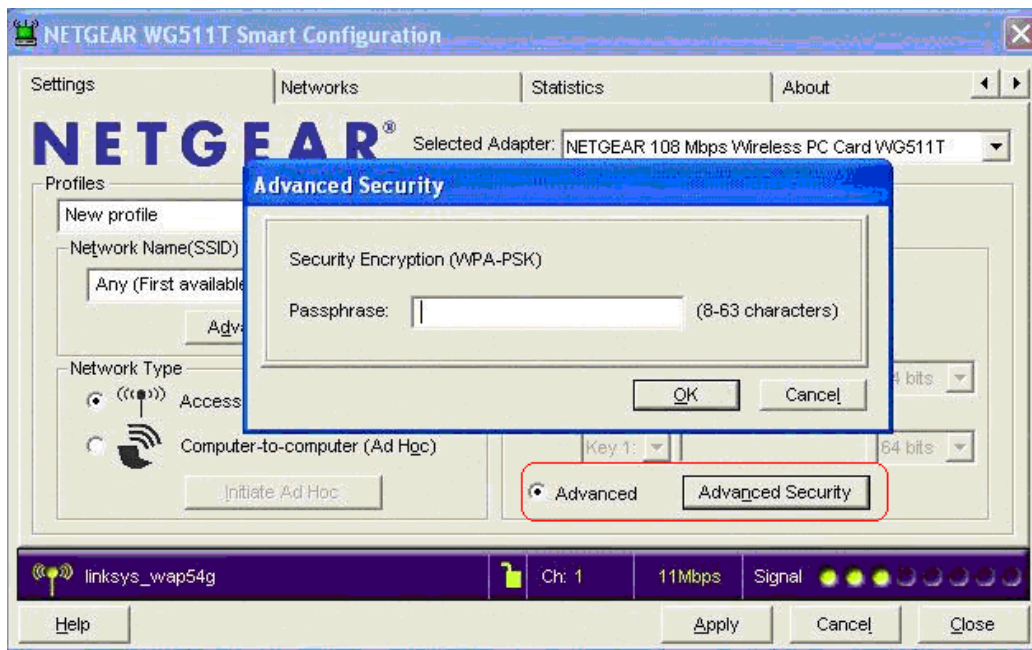 NETGEAR WG511T Smart Configuration
Settings
Networks
Statistics
About
NETGEAR®
Selected Adapter: NETGEAR 108 Mbps Wireless PC Card WG511T
Profiles
New profile
Network Name(SSID)
Any (First available
Advanced Security
Security Encryption (WPA-PSK)
Passphrase: (8-63 characters)
OK
Cancel
Network Type
Access
Computer-to-computer (Ad Hoc)
Initiate Ad Hoc
Key 1:
64 bits
Advanced
Advanced Security
linksys_wap54g
Ch: 1
11Mbps
Signal
Help
Apply
Cancel
Close